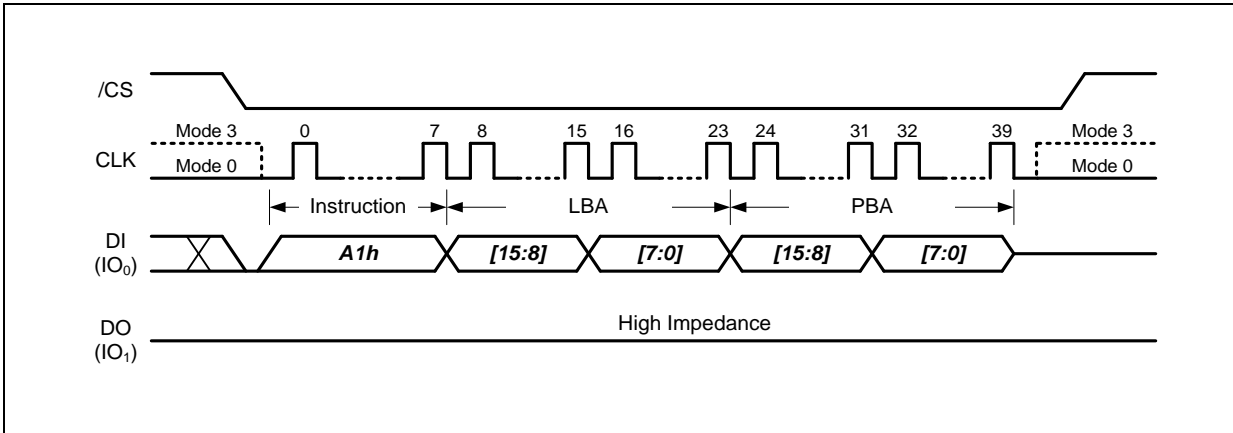 /CS
Mode 3 0 7 8 15 16 23 24 31 32 39 Mode 3
CLK
Mode 0 Mode 0
Instruction LBA PBA
DI A1h [15:8] [7:0] [15:8] [7:0]
(IO₀)
High Impedance
DO
(IO₁)